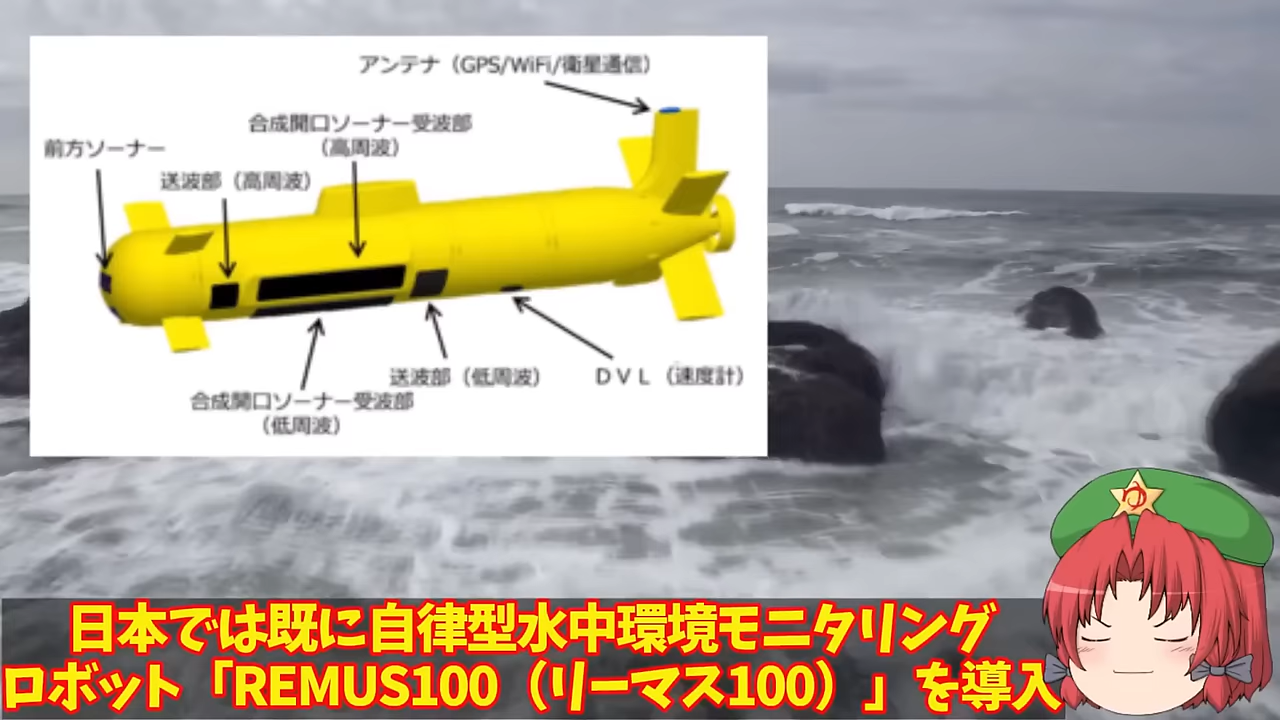 アンテナ（GPS/WiFi/衛星通信）
合成開口ソーナー受波部
（高周波）
前方ソーナー
送波部（高周波）
送波部（低周波）
ＤＶＬ（速度計）
合成開口ソーナー受波部
（低周波）
日本では既に自律型水中環境モニタリング
ロボット「REMUS100（リーマス100）」を導入